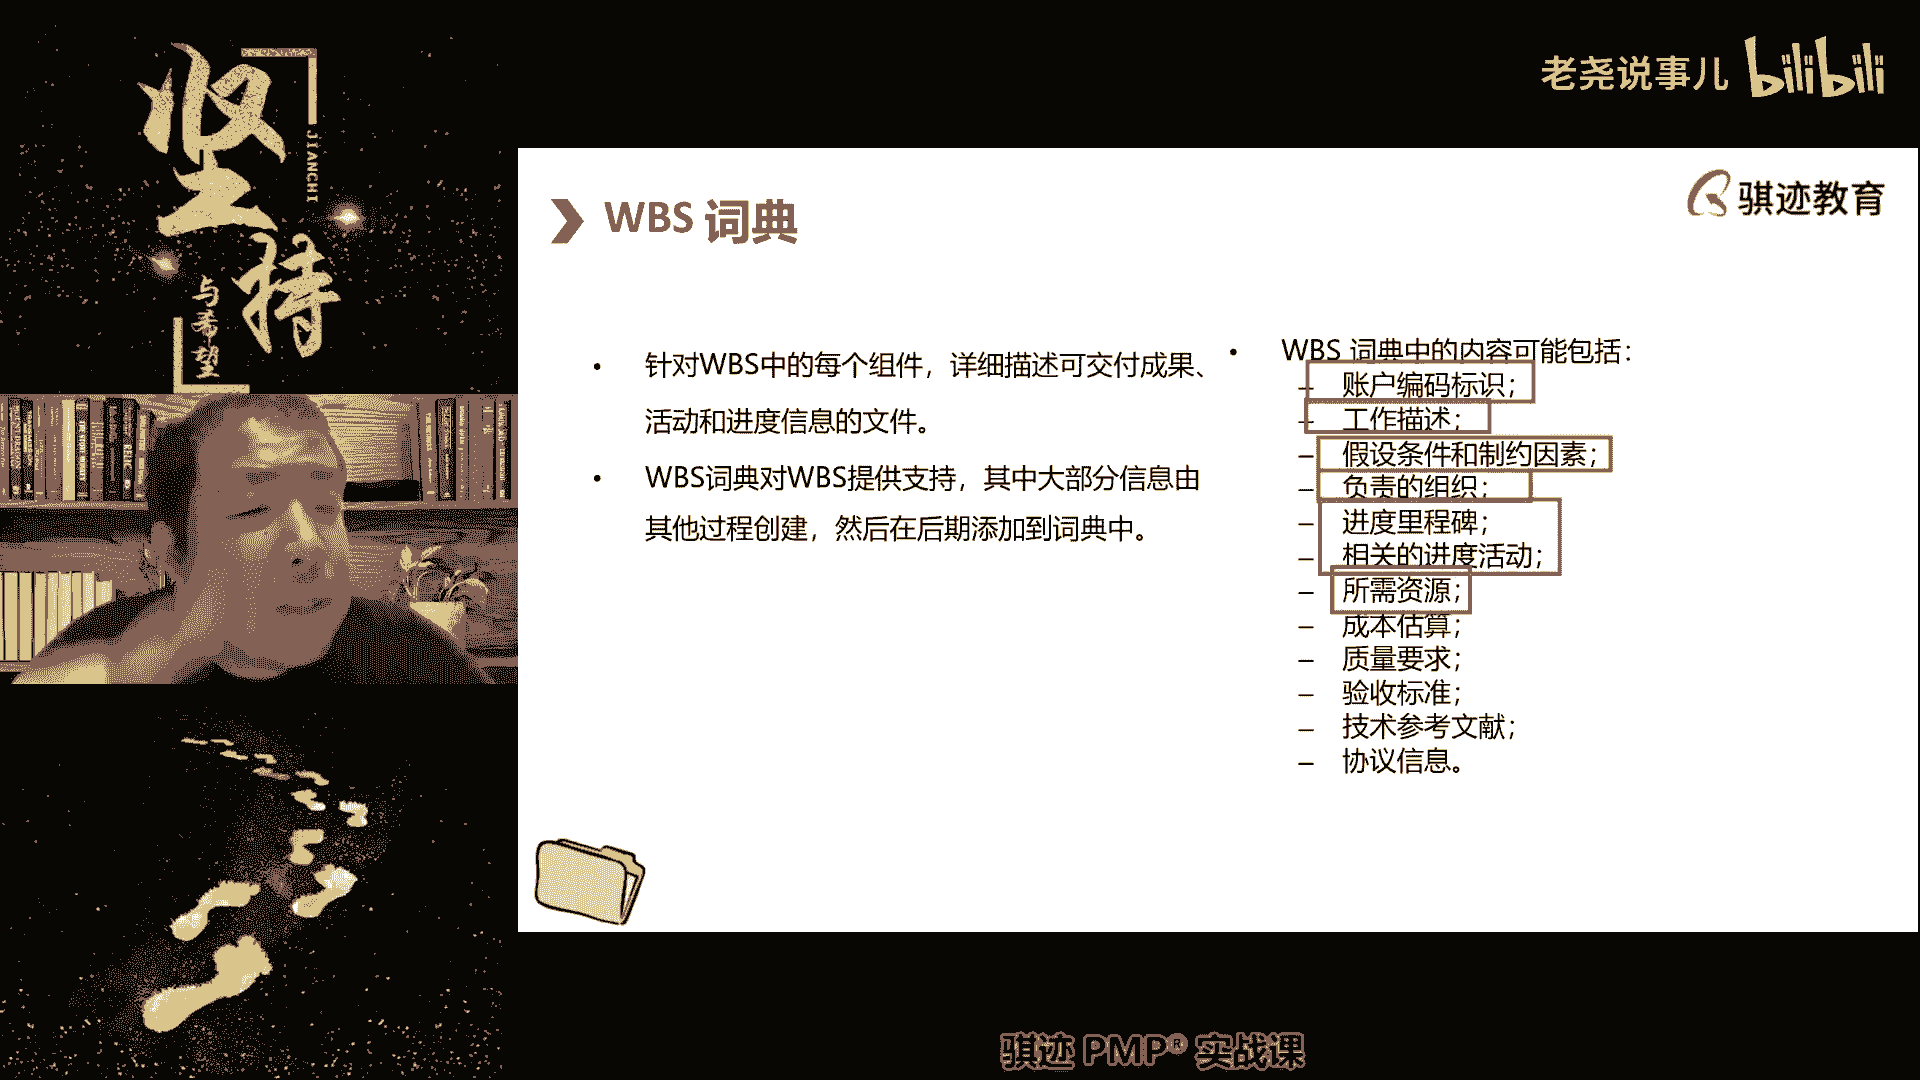 坚持
JIANCHI
与希望
老尧说事儿 bilibili
骐迹教育
WBS 词典
• 针对WBS中的每个组件，详细描述可交付成果、
活动和进度信息的文件。
• WBS词典对WBS提供支持，其中大部分信息由
其他过程创建，然后在后期添加到词典中。
• WBS 词典中的内容可能包括：
– 账户编码标识；
– 工作描述；
– 假设条件和制约因素；
– 负责的组织；
– 进度里程碑；
– 相关的进度活动；
– 所需资源；
– 成本估算；
– 质量要求；
– 验收标准；
– 技术参考文献；
– 协议信息。
骐迹 PMP® 实战课